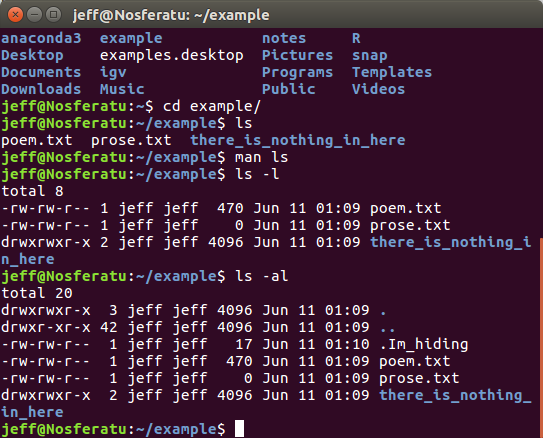 jeff@Nosferatu: ~/example
anaconda3  example           notes     R
Desktop    examples.desktop  Pictures  snap
Documents  igv               Programs  Templates
Downloads  Music             Public    Videos
jeff@Nosferatu:~$ cd example/
jeff@Nosferatu:~/example$ ls
poem.txt  prose.txt  there_is_nothing_in_here
jeff@Nosferatu:~/example$ man ls
jeff@Nosferatu:~/example$ ls -l
total 8
-rw-rw-r-- 1 jeff jeff  470 Jun 11 01:09 poem.txt
-rw-rw-r-- 1 jeff jeff    0 Jun 11 01:09 prose.txt
drwxrwxr-x 2 jeff jeff 4096 Jun 11 01:09 there_is_nothing_i
n_here
jeff@Nosferatu:~/example$ ls -al
total 20
drwxrwxr-x  3 jeff jeff 4096 Jun 11 01:09 .
drwxr-xr-x 42 jeff jeff 4096 Jun 11 01:09 ..
-rw-rw-r--  1 jeff jeff   17 Jun 11 01:10 .Im_hiding
-rw-rw-r--  1 jeff jeff  470 Jun 11 01:09 poem.txt
-rw-rw-r--  1 jeff jeff    0 Jun 11 01:09 prose.txt
drwxrwxr-x  2 jeff jeff 4096 Jun 11 01:09 there_is_nothing_
in_here
jeff@Nosferatu:~/example$